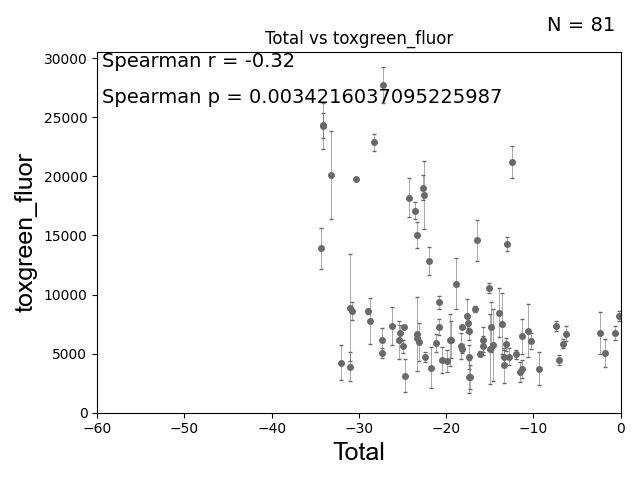 N = 81
Total vs toxgreen_fluor
Spearman r = -0.32
Spearman p = 0.0034216037095225987
toxgreen_fluor
30000
25000
20000
15000
10000
5000
0
−60 −50 −40 −30 −20 −10 0
Total